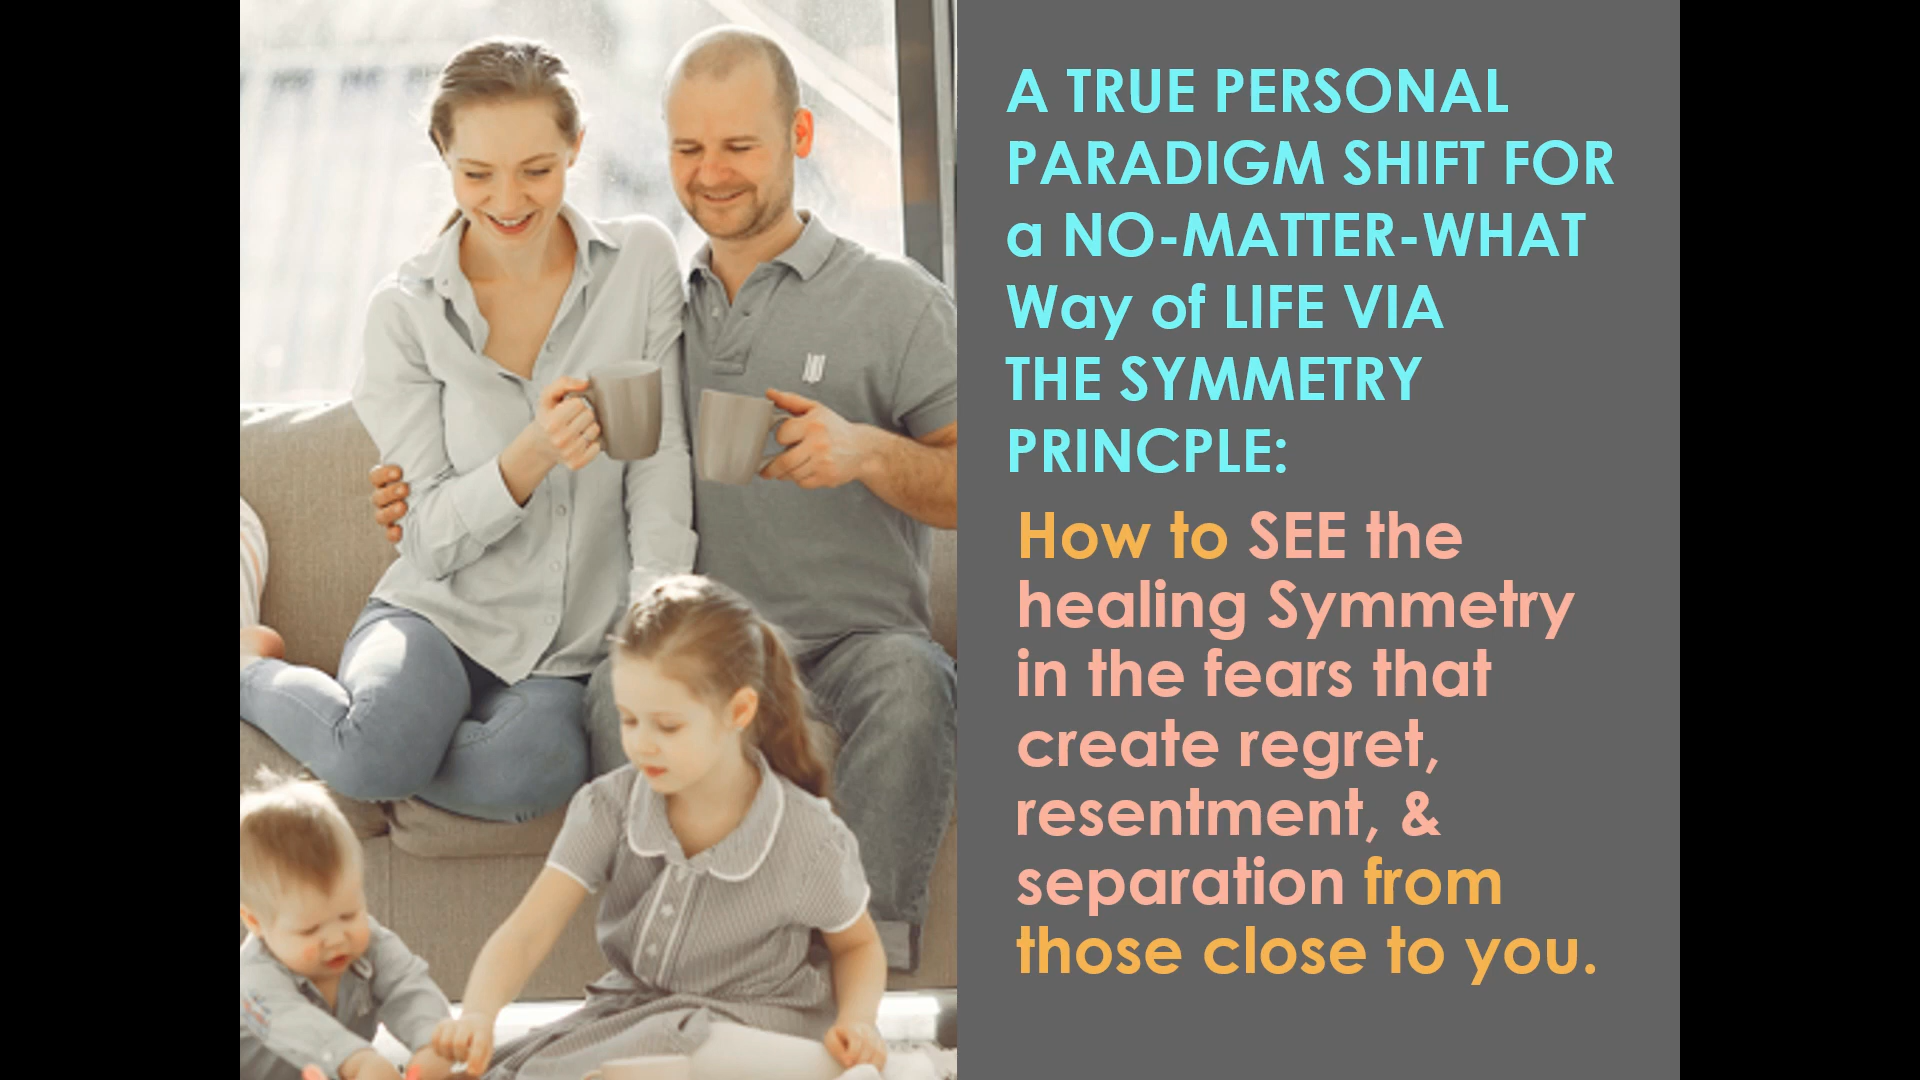 A TRUE PERSONAL
PARADIGM SHIFT FOR
a NO-MATTER-WHAT
Way of LIFE VIA
THE SYMMETRY
PRINCPLE:
How to SEE the
healing Symmetry
in the fears that
create regret,
resentment, &
separation from
those close to you.